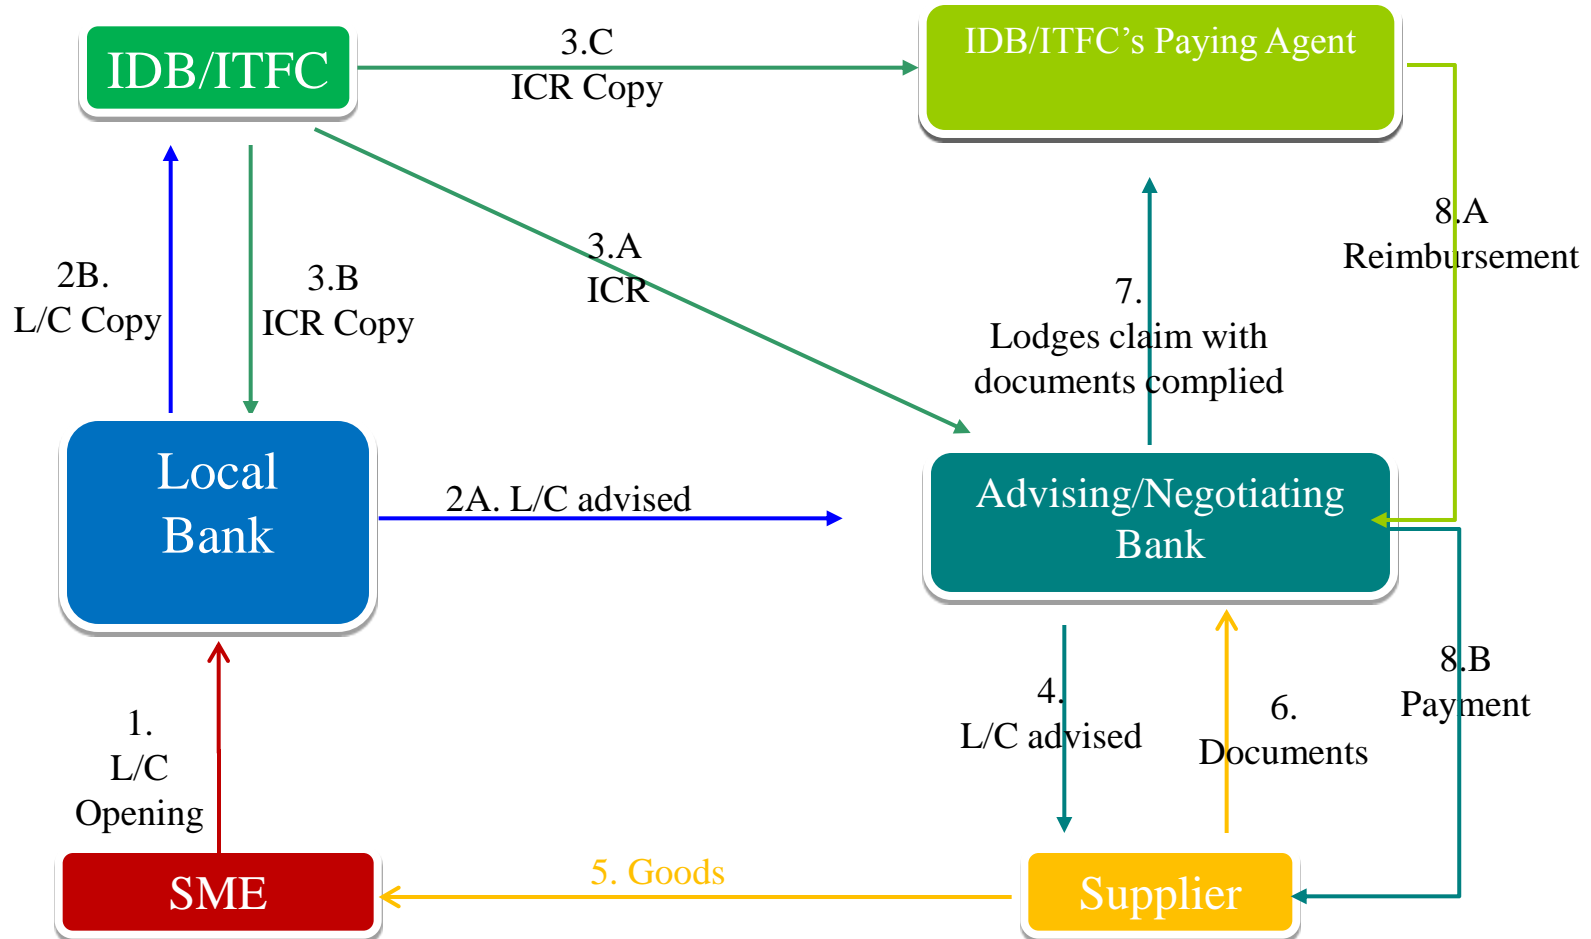 IDB/ITFC
3.C
ICR Copy
IDB/ITFC’s Paying Agent
8.A
Reimbursement
2B.
L/C Copy
3.B
ICR Copy
3.A
ICR
7.
Lodges claim with
documents complied
Local
Bank
2A. L/C advised
Advising/Negotiating
Bank
1.
L/C
Opening
4.
L/C advised
6.
Documents
8.B
Payment
SME
5. Goods
Supplier